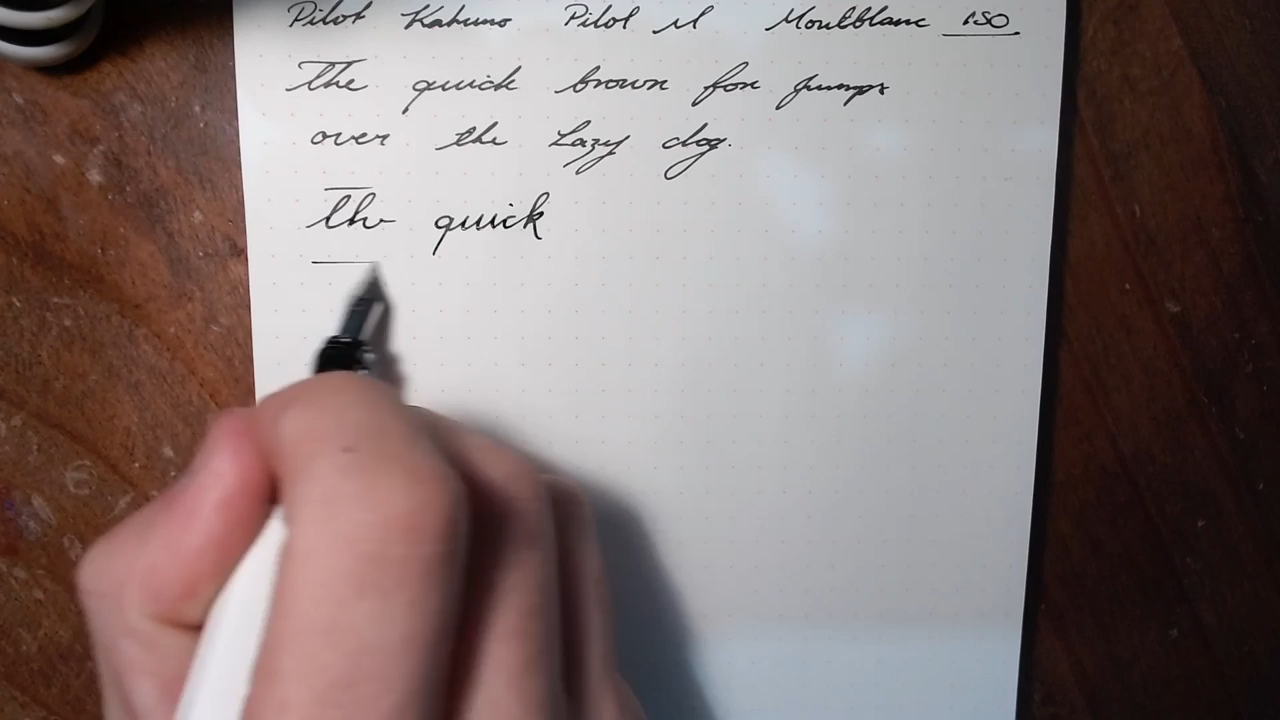 Pilot Kakuno Pilot M Montblanc 150
The quick brown fox jumps
over the Lazy dog.
The quick